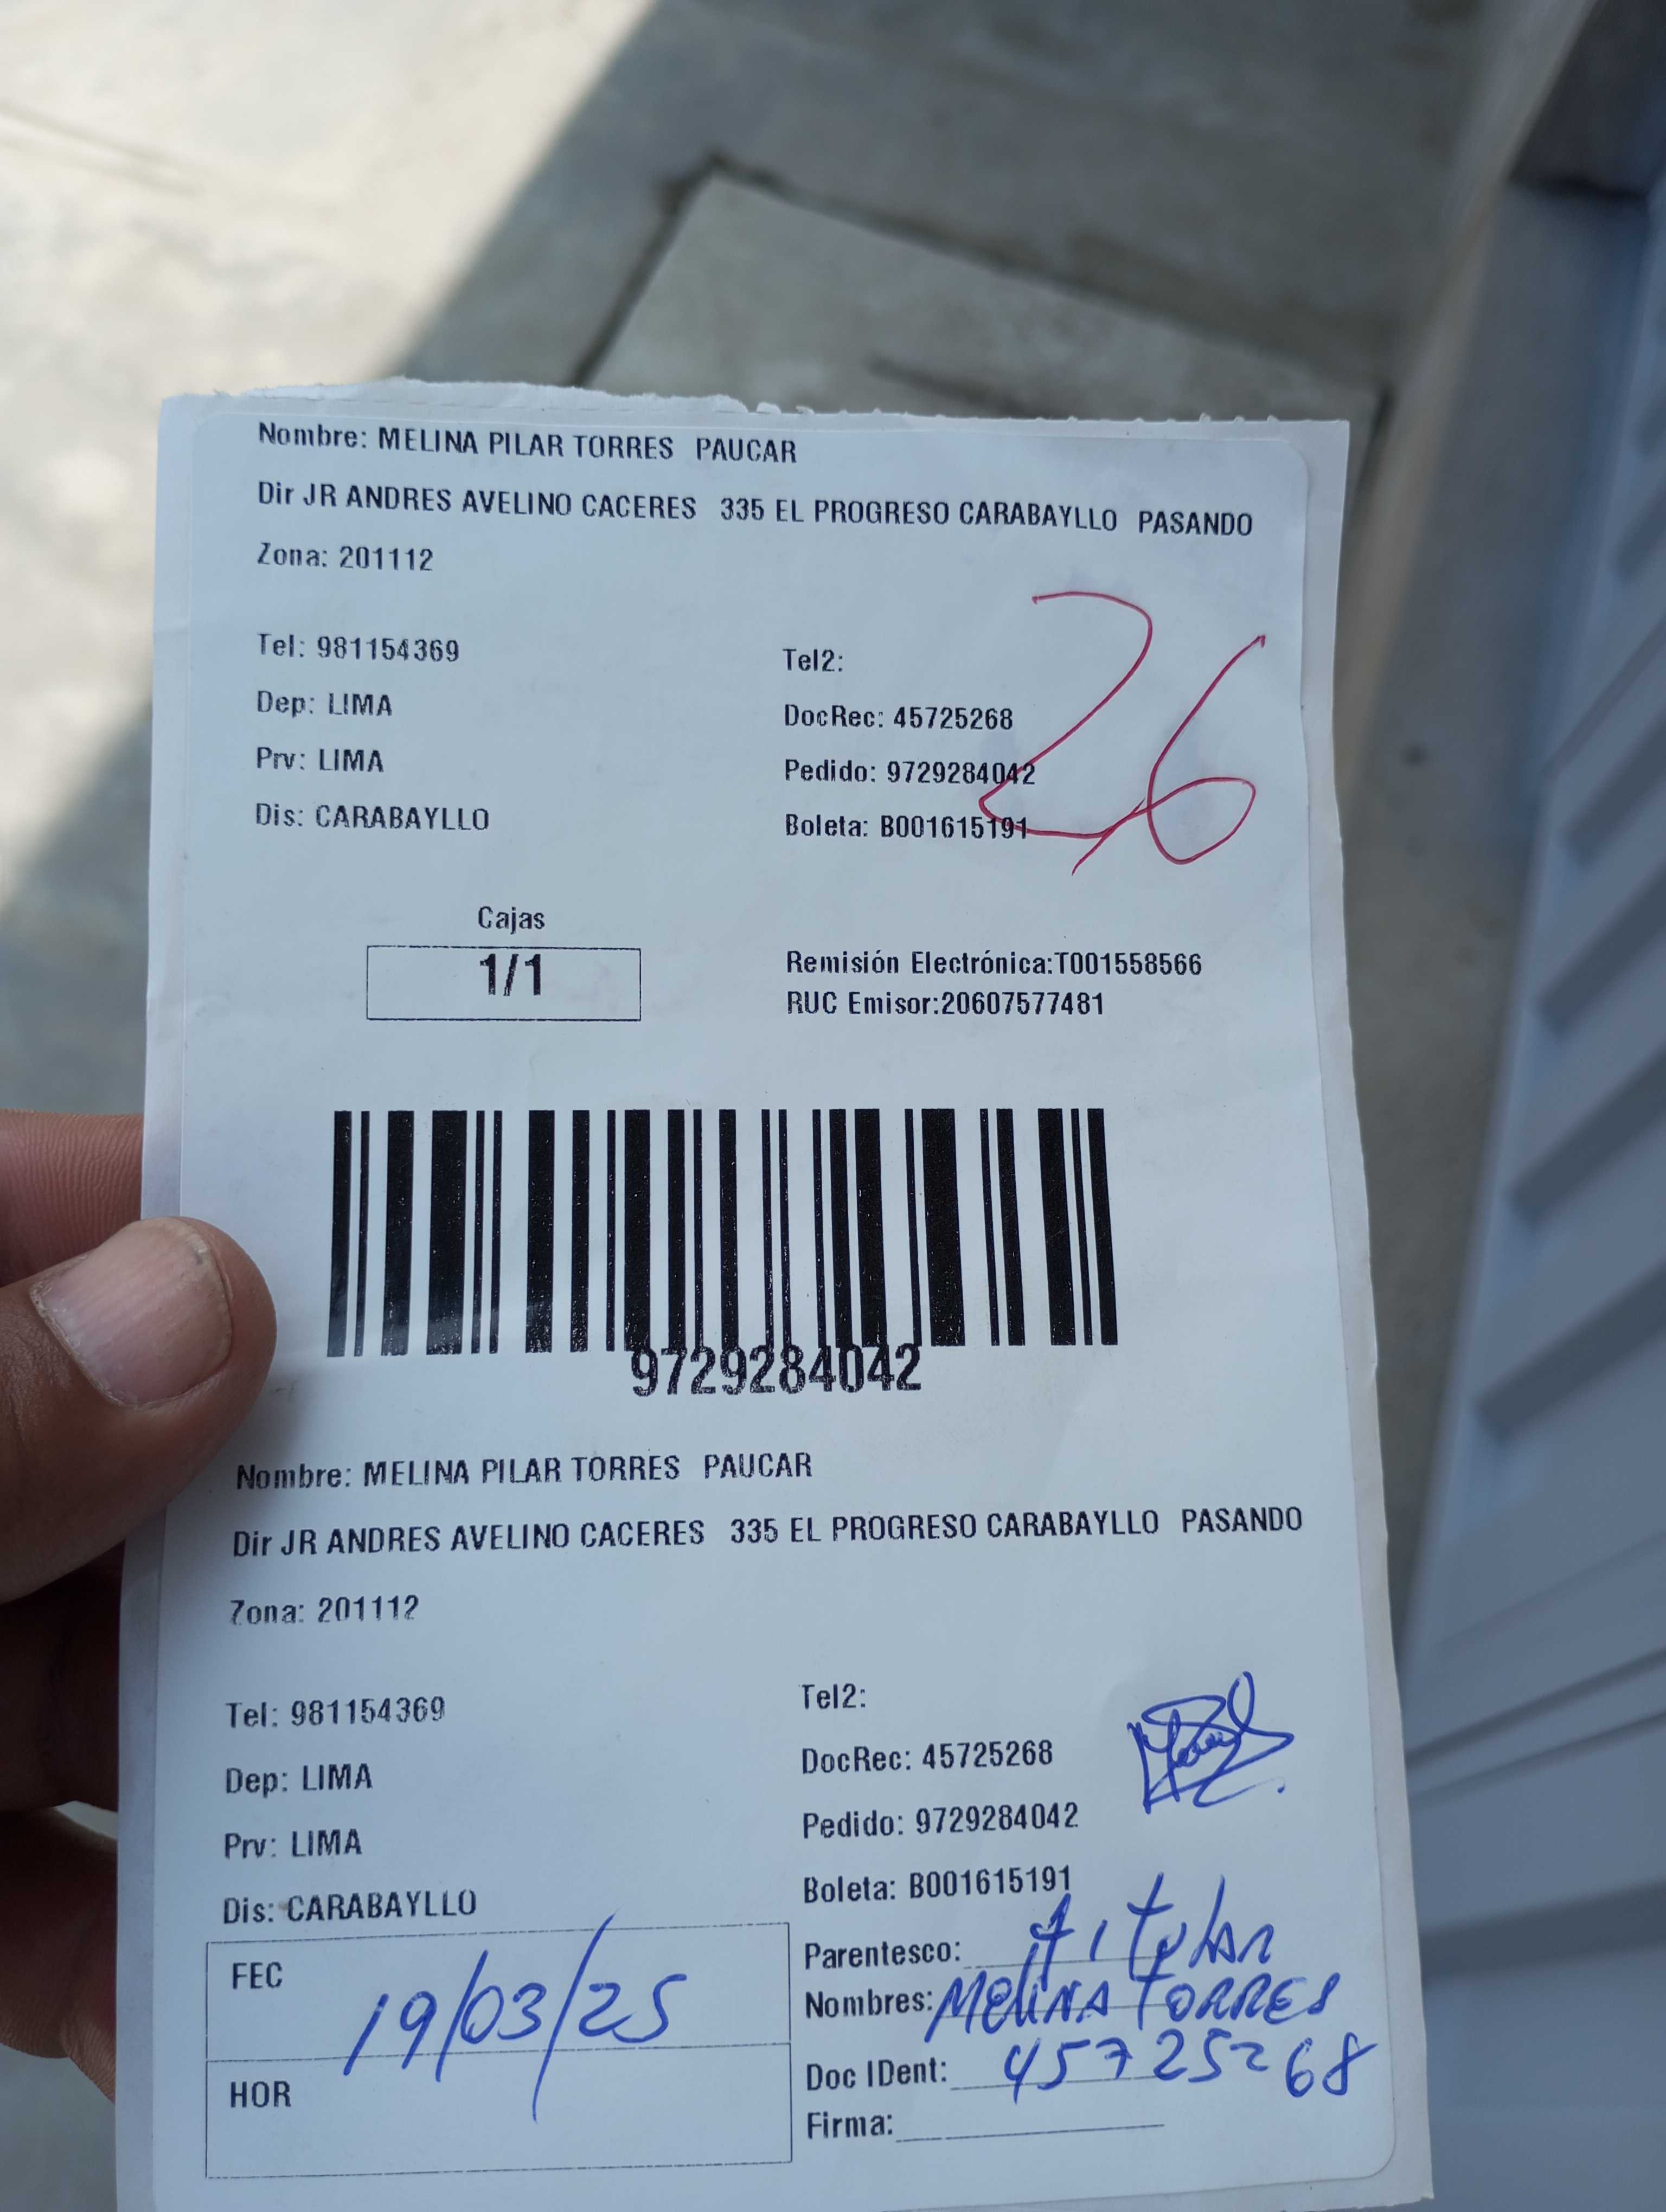 Nombre: MELINA PILAR TORRES PAUCAR
Dir JR ANDRES AVELINO CACERES 335 EL PROGRESO CARABAYLLO PASANDO
Zona: 201112
26
Tel: 981154369
Tel2:
Dep: LIMA
DocRec: 45725268
Prv: LIMA
Pedido: 9729284042
Dis: CARABAYLLO
Boleta: B001615191
Cajas
1/1
Remisión Electrónica:T001558566
RUC Emisor:20607577481
9729284042
Nombre: MELINA PILAR TORRES PAUCAR
Dir JR ANDRES AVELINO CACERES 335 EL PROGRESO CARABAYLLO PASANDO
Zona: 201112
Tel: 981154369
Tel2:
Dep: LIMA
DocRec: 45725268
Prv: LIMA
Pedido: 9729284042
Dis: CARABAYLLO
Boleta: B001615191
FEC 19/03/25
HOR
Parentesco: titular
Nombres: MELINA TORRES
Doc IDent: 45725268
Firma: